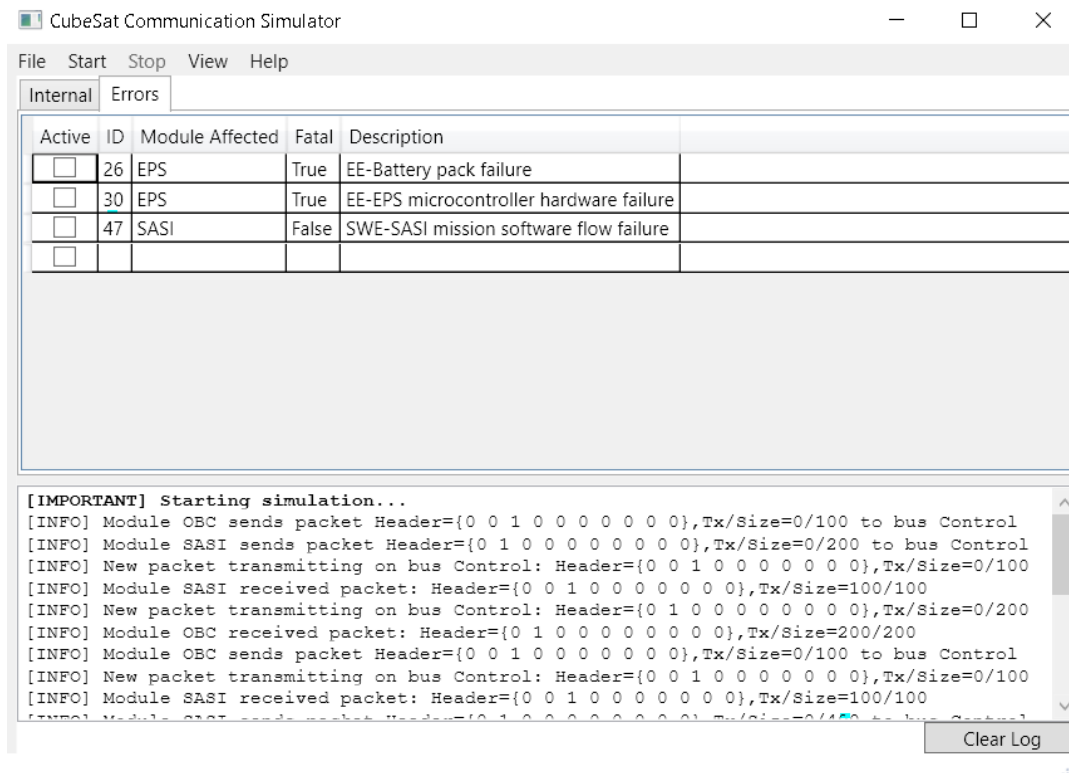 CubeSat Communication Simulator
File Start Stop View Help
Internal Errors
Active ID Module Affected Fatal Description
26 EPS True EE-Battery pack failure
30 EPS True EE-EPS microcontroller hardware failure
47 SASI False SWE-SASI mission software flow failure
[IMPORTANT] Starting simulation...
[INFO] Module OBC sends packet Header={0 0 1 0 0 0 0 0 0 0},Tx/Size=0/100 to bus Control
[INFO] Module SASI sends packet Header={0 1 0 0 0 0 0 0 0 0},Tx/Size=0/200 to bus Control
[INFO] New packet transmitting on bus Control: Header={0 0 1 0 0 0 0 0 0 0},Tx/Size=0/100
[INFO] Module SASI received packet: Header={0 0 1 0 0 0 0 0 0 0},Tx/Size=100/100
[INFO] New packet transmitting on bus Control: Header={0 1 0 0 0 0 0 0 0 0},Tx/Size=0/200
[INFO] Module OBC received packet: Header={0 1 0 0 0 0 0 0 0 0},Tx/Size=200/200
[INFO] Module OBC sends packet Header={0 0 1 0 0 0 0 0 0 0},Tx/Size=0/100 to bus Control
[INFO] New packet transmitting on bus Control: Header={0 0 1 0 0 0 0 0 0 0},Tx/Size=0/100
[INFO] Module SASI received packet: Header={0 0 1 0 0 0 0 0 0 0},Tx/Size=100/100
Clear Log